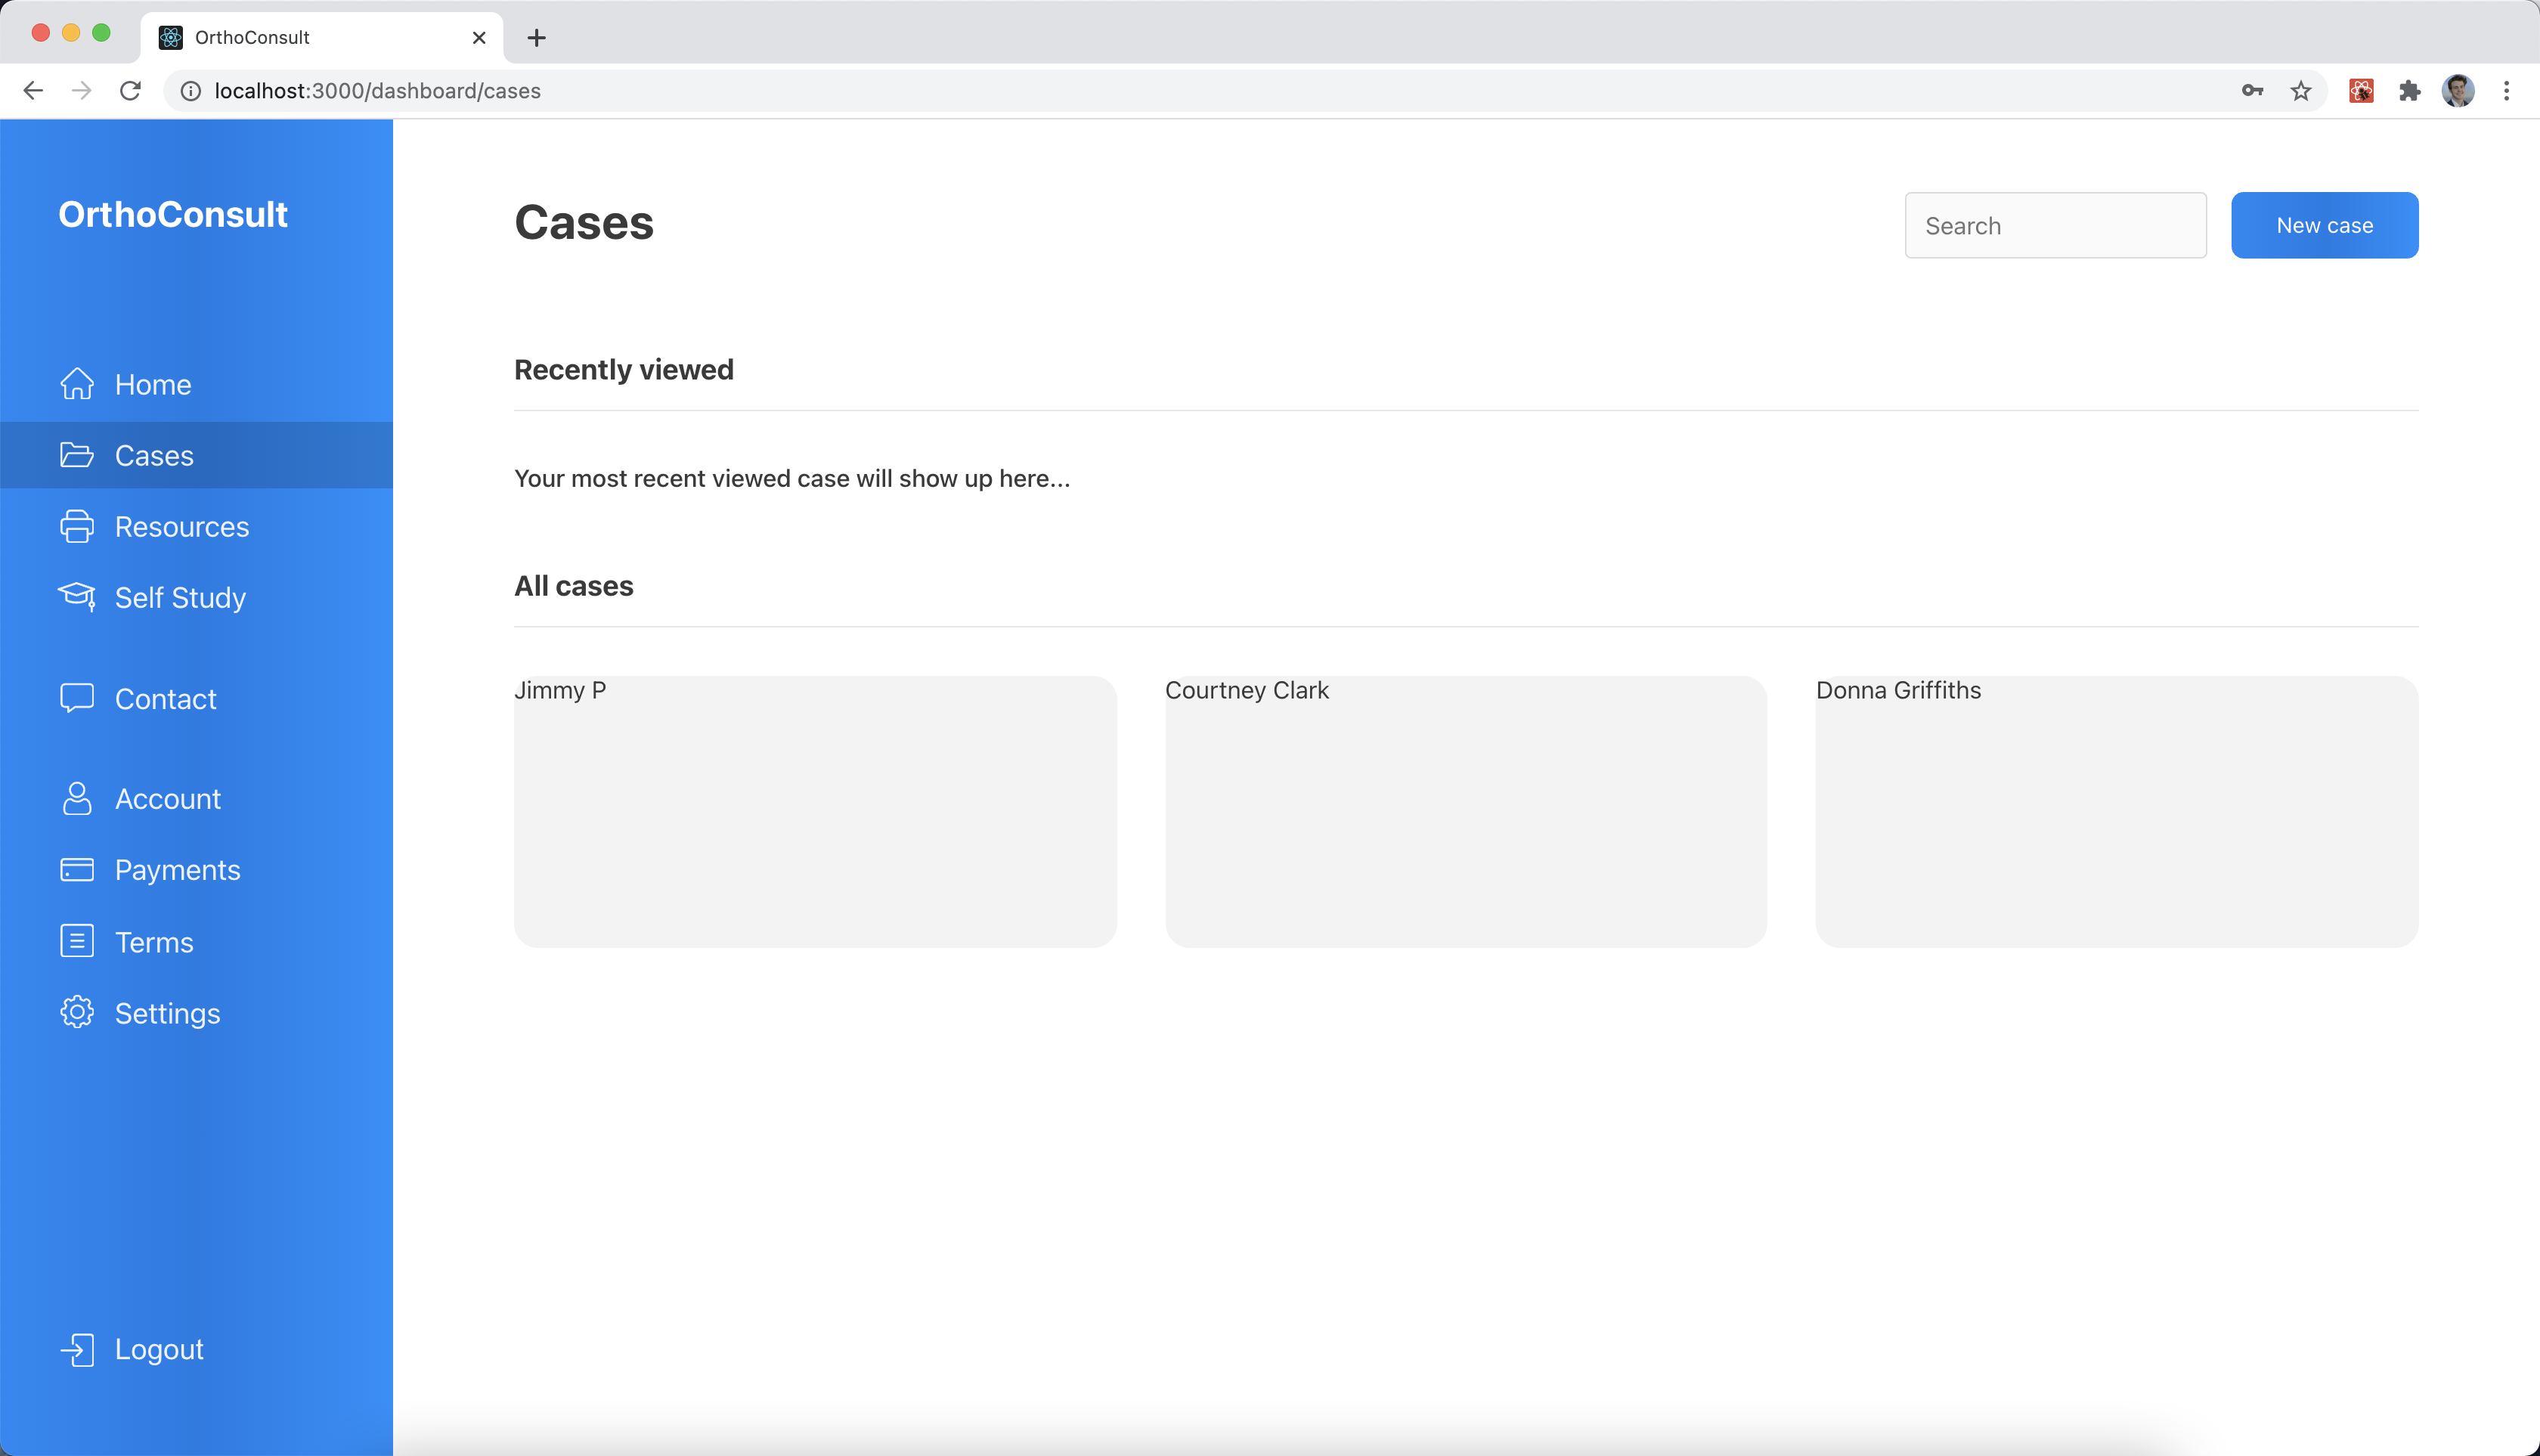 OrthoConsult
localhost:3000/dashboard/cases
OrthoConsult
Home
Cases
Resources
Self Study
Contact
Account
Payments
Terms
Settings
Logout
Cases
Search
New case
Recently viewed
Your most recent viewed case will show up here...
All cases
Jimmy P
Courtney Clark
Donna Griffiths